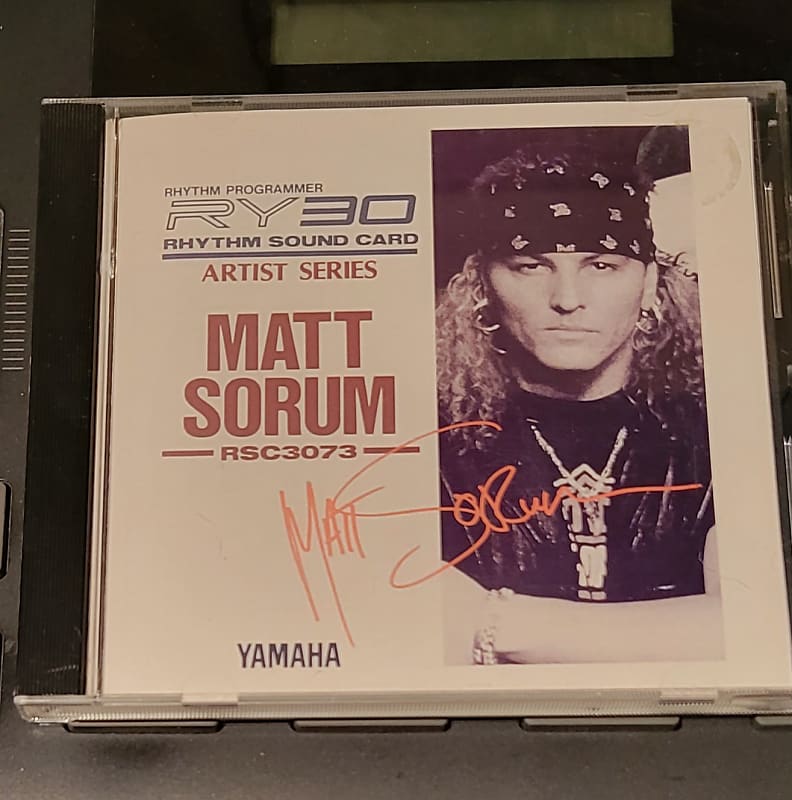 RHYTHM PROGRAMMER
RY30
RHYTHM SOUND CARD
ARTIST SERIES
MATT
SORUM
RSC3073
MATT SORUM
YAMAHA